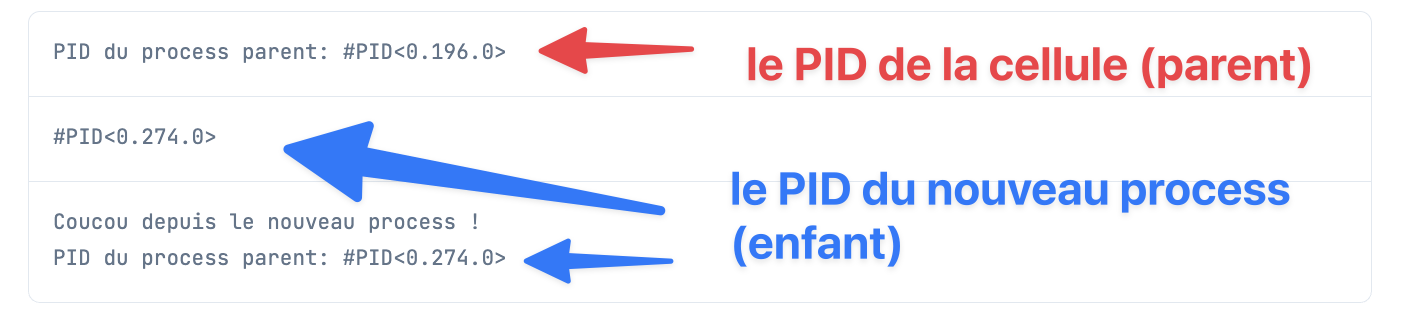 PID du process parent: #PID<0.196.0>
le PID de la cellule (parent)
#PID<0.274.0>
le PID du nouveau process
(enfant)
Coucou depuis le nouveau process !
PID du process parent: #PID<0.274.0>